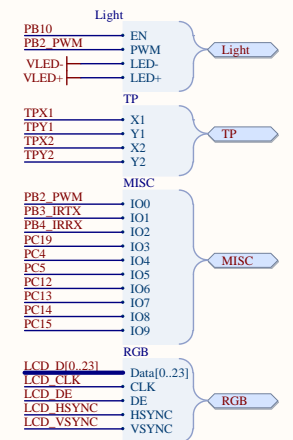 Light
PB10 EN
PB2_PWM PWM Light
VLED- LED-
VLED+ LED+
TP
TPX1 X1
TPY1 Y1 TP
TPX2 X2
TPY2 Y2
MISC
PB2_PWM IO0
PB3_IRTX IO1
PB4_IRRX IO2
PC19 IO3
PC4 IO4 MISC
PC5 IO5
PC12 IO6
PC13 IO7
PC14 IO8
PC15 IO9
RGB
LCD_D[0..23] Data[0..23]
LCD_CLK CLK
LCD_DE DE RGB
LCD_HSYNC HSYNC
LCD_VSYNC VSYNC